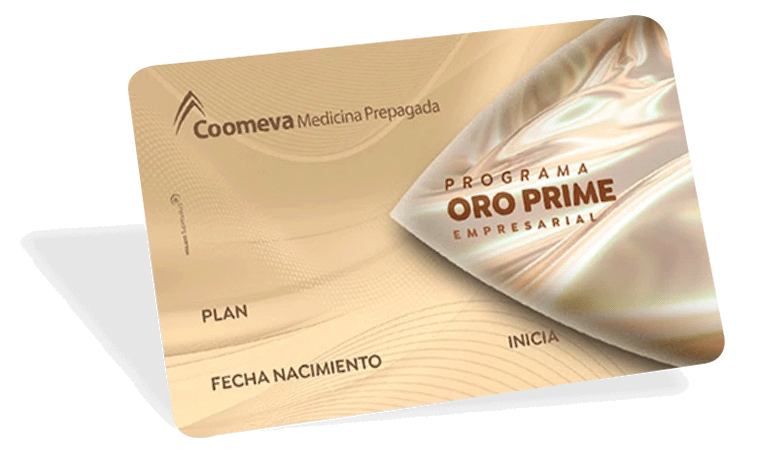 Coomeva Medicina Prepagada
PROGRAMA
ORO PRIME
EMPRESARIAL
PLAN
INICIA
FECHA NACIMIENTO